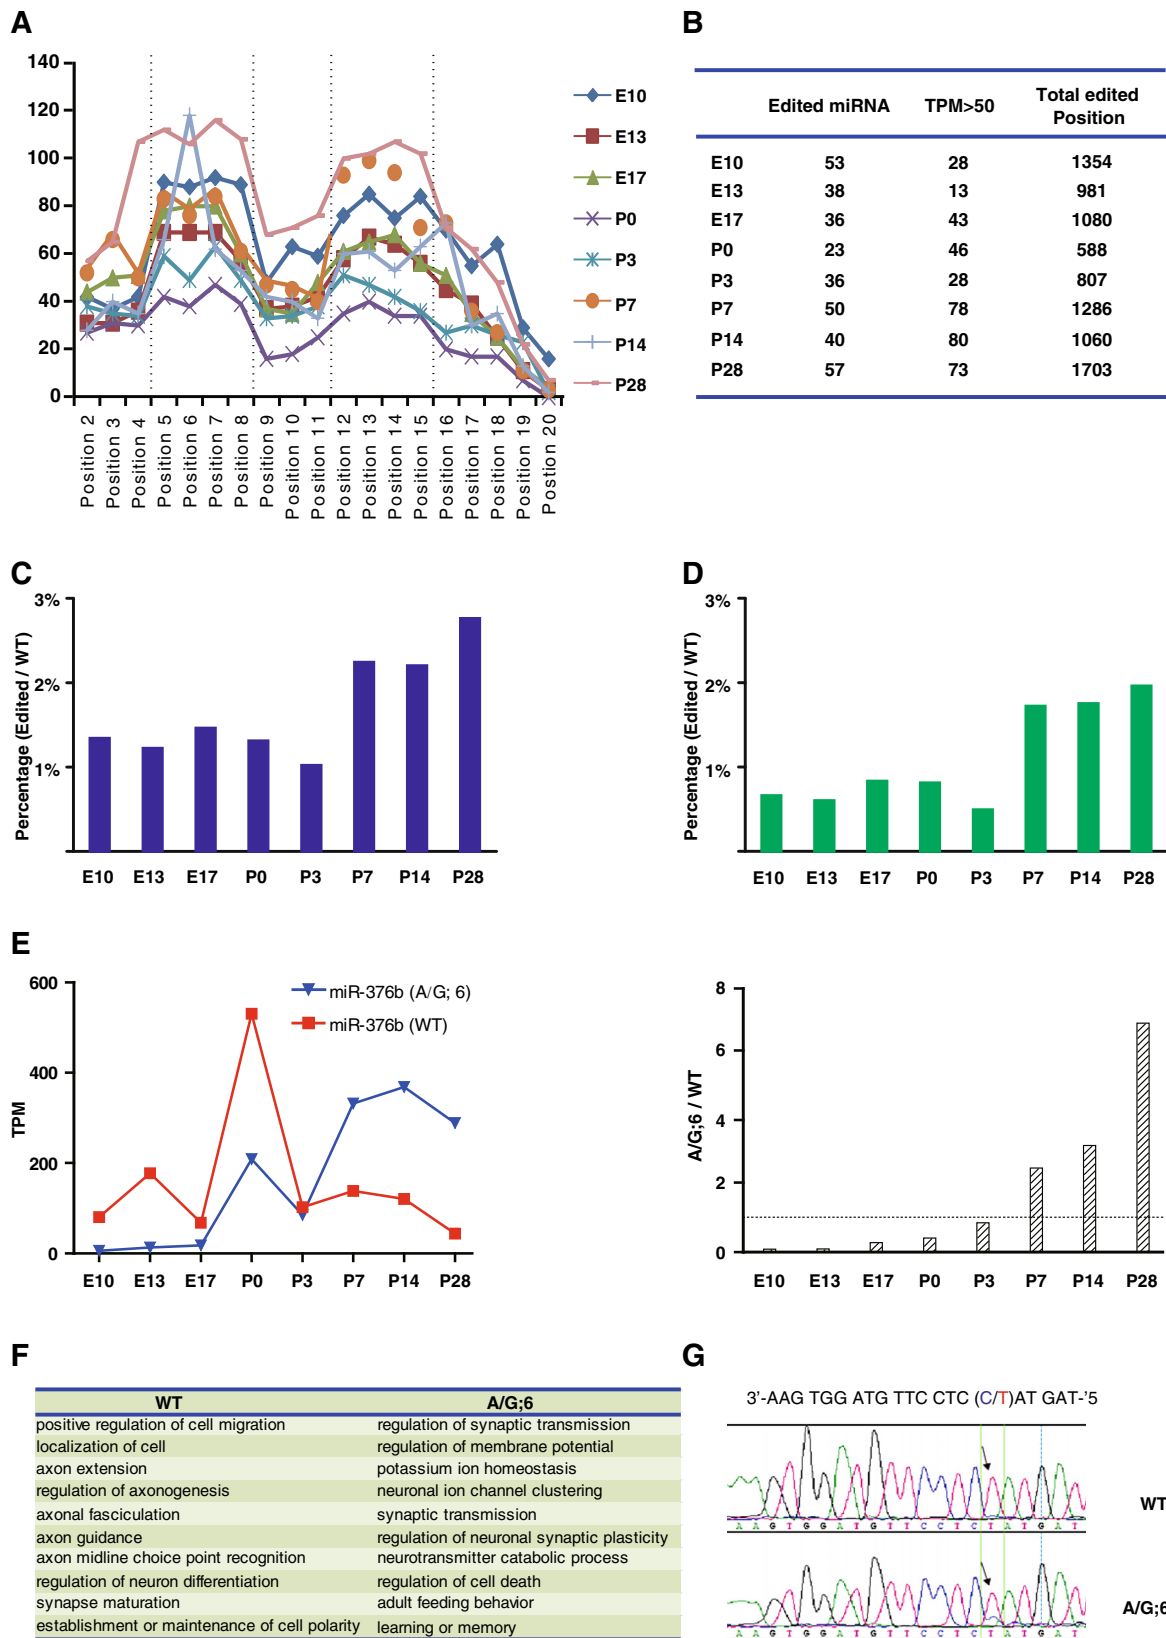 A
140
120
100
80
60
40
20
0
Position 2
Position 3
Position 4
Position 5
Position 6
Position 7
Position 8
Position 9
Position 10
Position 11
Position 12
Position 13
Position 14
Position 15
Position 16
Position 17
Position 18
Position 19
Postion 20
E10
E13
E17
P0
P3
P7
P14
P28
B
Edited miRNA TPM>50 Total edited Position
E10 53 28 1354
E13 38 13 981
E17 36 43 1080
P0 23 46 588
P3 36 28 807
P7 50 78 1286
P14 40 80 1060
P28 57 73 1703
C
Percentage (Edited / WT)
3%
2%
1%
E10 E13 E17 P0 P3 P7 P14 P28
D
Percentage (Edited / WT)
3%
2%
1%
E10 E13 E17 P0 P3 P7 P14 P28
E
TPM
600
400
200
0
miR-376b (A/G; 6)
miR-376b (WT)
E10 E13 E17 P0 P3 P7 P14 P28
A/G;6 / WT
8
6
4
2
0
E10 E13 E17 P0 P3 P7 P14 P28
F
WT A/G;6
positive regulation of cell migration regulation of synaptic transmission
localization of cell regulation of membrane potential
axon extension potassium ion homeostasis
regulation of axonogenesis neuronal ion channel clustering
axonal fasciculation synaptic transmission
axon guidance regulation of neuronal synaptic plasticity
axon midline choice point recognition neurotransmitter catabolic process
regulation of neuron differentiation regulation of cell death
synapse maturation adult feeding behavior
establishment or maintenance of cell polarity learning or memory
G
3'-AAG TGG ATG TTC CTC (C/T)AT GAT-'5
WT
A A G T G G A T G T T C C T C T A T G A T
A/G;6
A A G T G G A T G T T C C T C T A T G A T